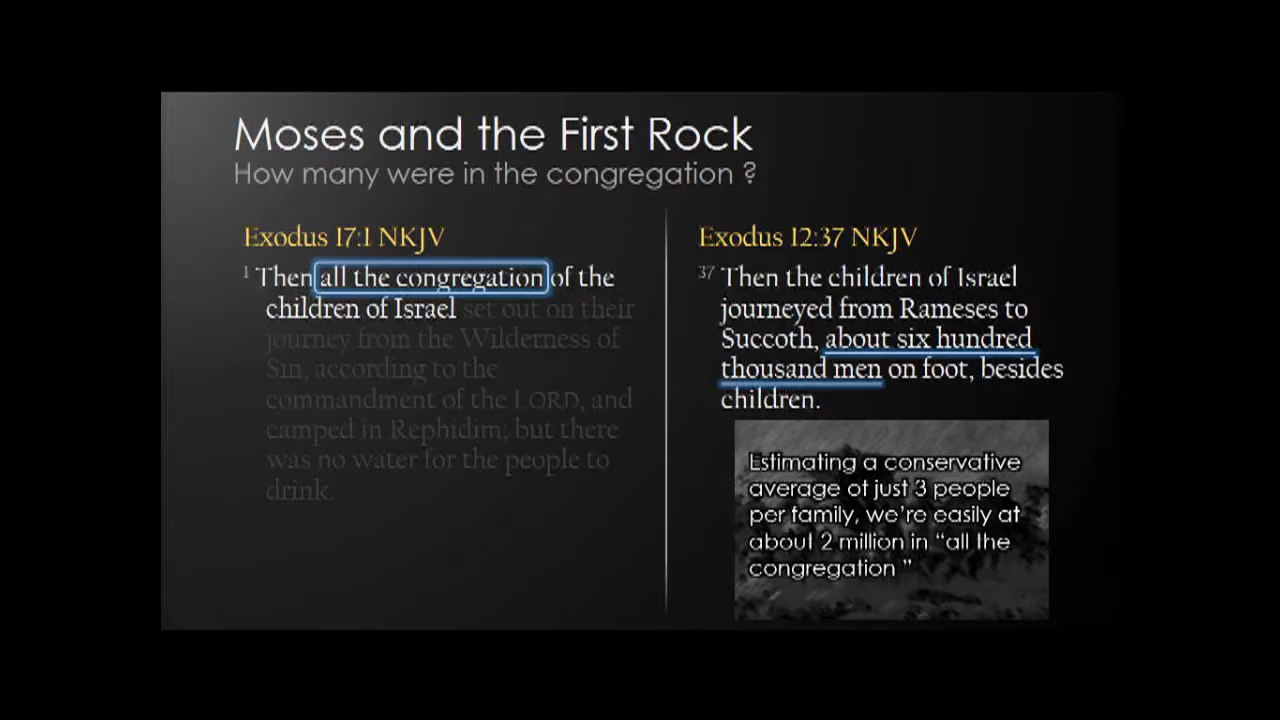 Moses and the First Rock
How many were in the congregation ?
Exodus 17:1 NKJV
1 Then all the congregation of the
children of Israel set out on their
journey from the Wilderness of
Sin, according to the
commandment of the LORD, and
camped in Rephidim; but there
was no water for the people to
drink.
Exodus 12:37 NKJV
37 Then the children of Israel
journeyed from Rameses to
Succoth, about six hundred
thousand men on foot, besides
children.
Estimating a conservative
average of just 3 people
per family, we're easily at
about 2 million in “all the
congregation ”